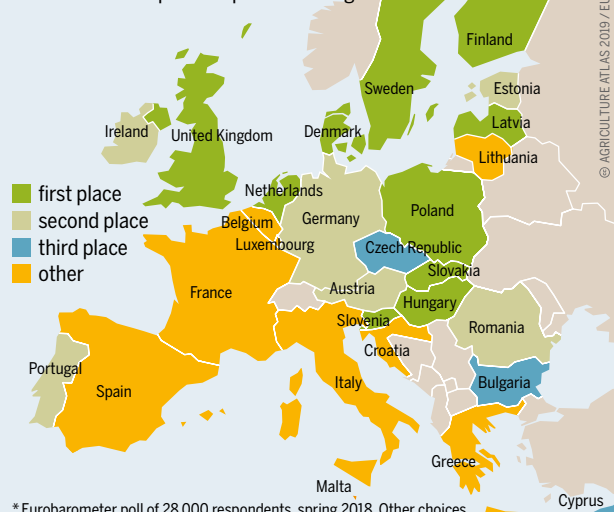 Finland
Sweden
Estonia
Latvia
Lithuania
Ireland
United Kingdom
Denmark
Netherlands
Belgium
Luxembourg
Germany
Poland
Czech Republic
Slovakia
first place
second place
third place
other
France
Austria
Hungary
Slovenia
Croatia
Romania
Portugal
Spain
Italy
Bulgaria
Greece
Malta
Cyprus
* Eurobarometer poll of 28,000 respondents, spring 2018. Other choices
© AGRICULTURE ATLAS 2019 / EU